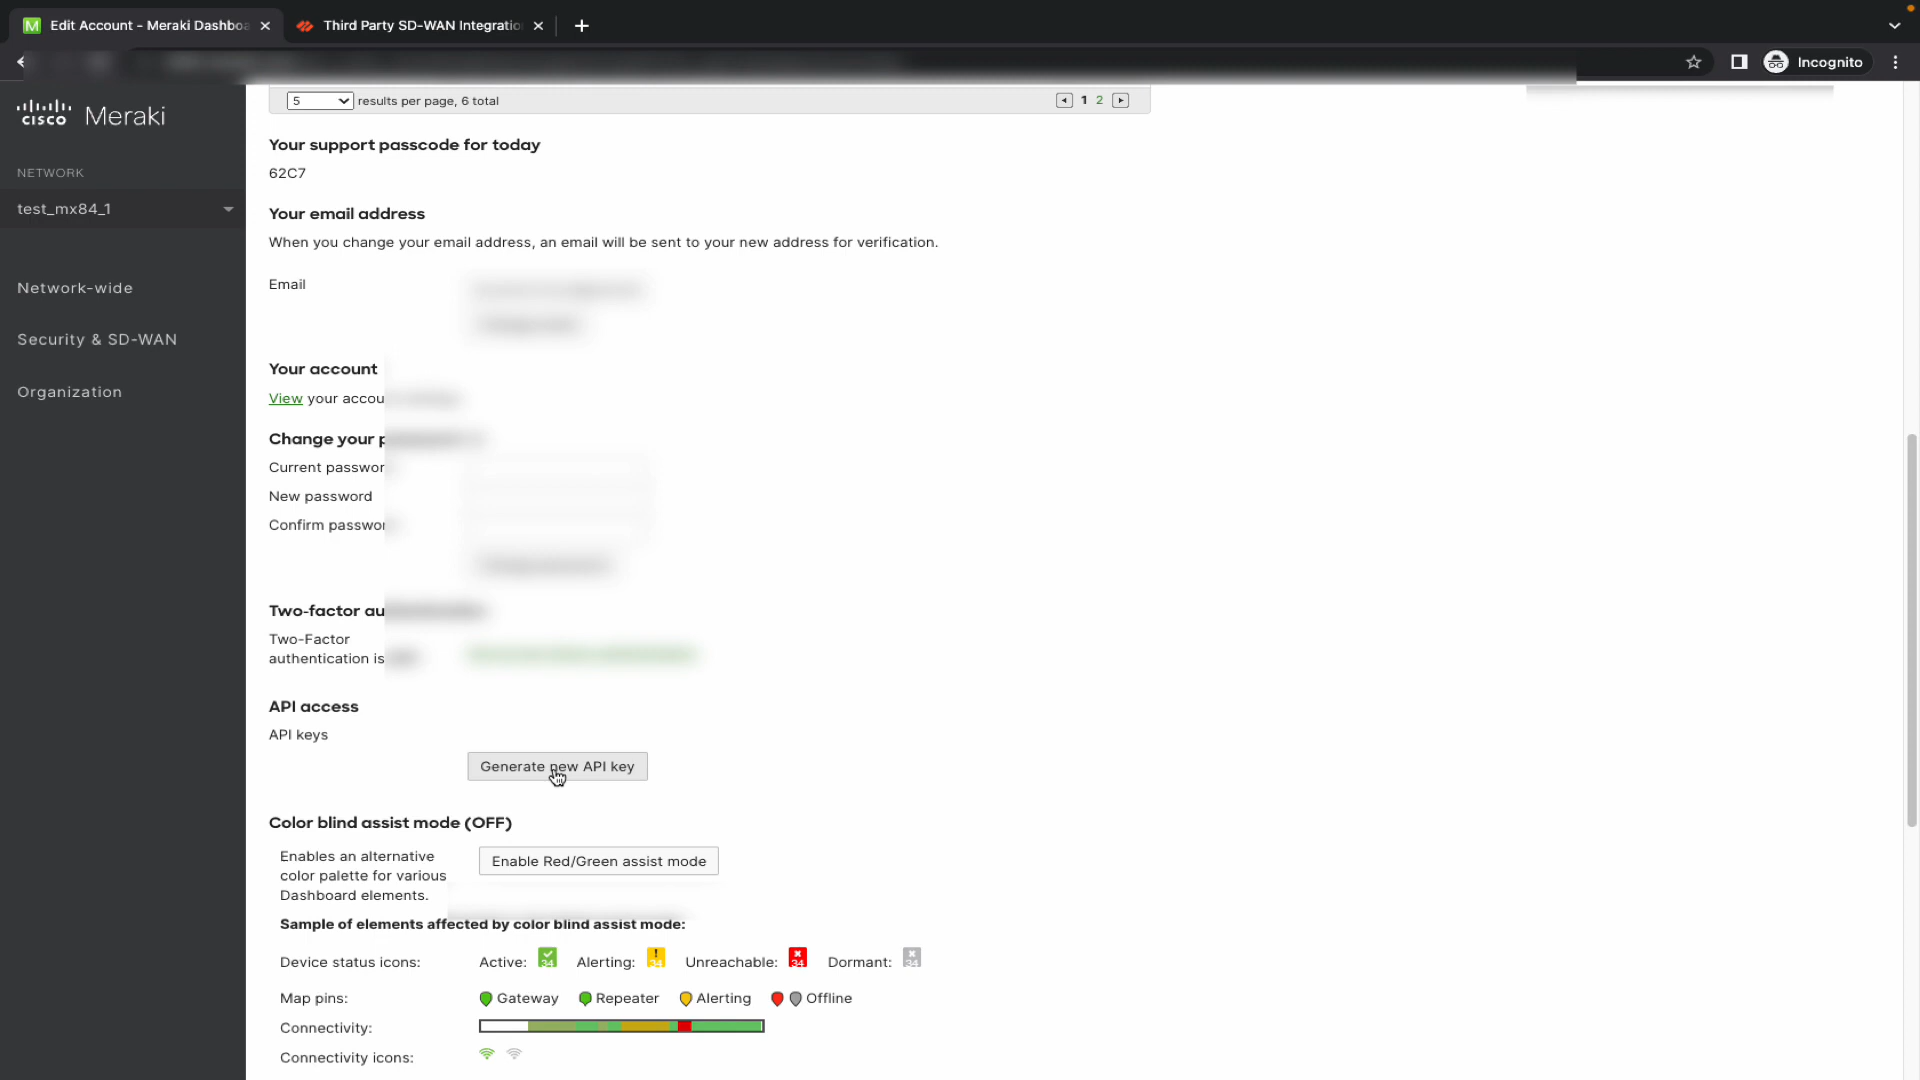 Edit Account - Meraki Dashboa
Third Party SD-WAN Integratio
Incognito
CISCO Meraki
5 results per page, 6 total
1 2
Your support passcode for today
62C7
NETWORK
test_mx84_1
Your email address
When you change your email address, an email will be sent to your new address for verification.
Network-wide
Email
Security & SD-WAN
Your account
Organization
View your accou
Change your p
Current passwor
New password
Confirm passwor
Two-factor au
Two-Factor
authentication is
API access
API keys
Generate new API key
Color blind assist mode (OFF)
Enables an alternative
color palette for various
Dashboard elements.
Enable Red/Green assist mode
Sample of elements affected by color blind assist mode:
Device status icons: Active: 34 Alerting: 34 Unreachable: 34 Dormant: 34
Map pins: Gateway Repeater Alerting Offline
Connectivity:
Connectivity icons: